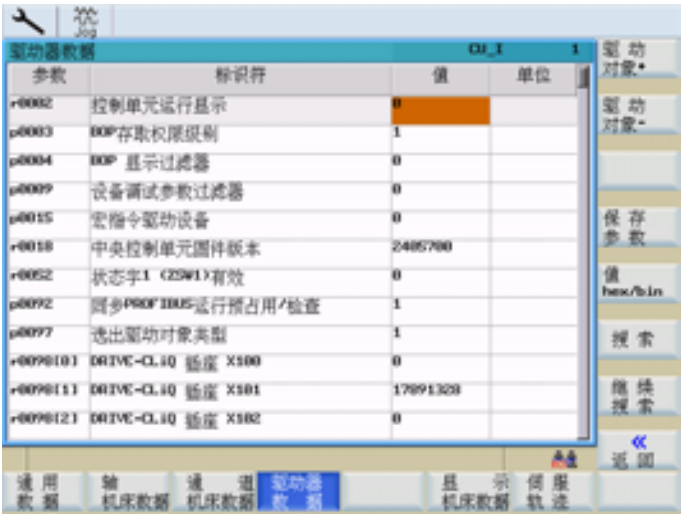 Jog
驱动器数据 CU_I 1
参数 标识符 值 单位
r0002 控制单元运行显示 0
p0003 BOP存取权限级别 1
p0004 BOP 显示过滤器 0
p0009 设备调试参数过滤器 0
p0015 宏指令驱动设备 0
r0018 中央控制单元固件版本 2405700
r0052 状态字1 (ZSW1)有效 0
p0092 同步PROFIBUS运行预占用/检查 1
p0097 选出驱动对象类型 1
r0098[0] DRIVE-CLiQ 插座 X100 0
r0098[1] DRIVE-CLiQ 插座 X101 17891328
r0098[2] DRIVE-CLiQ 插座 X102 0
驱 动
对象+
驱 动
对象-
保 存
参 数
值
hex/bin
搜 索
继 续
搜 索
«
返 回
通 用
数 据
轴
机床数据
通 道
机床数据
驱动器
数 据
显 示
机床数据
伺 服
轨 迹